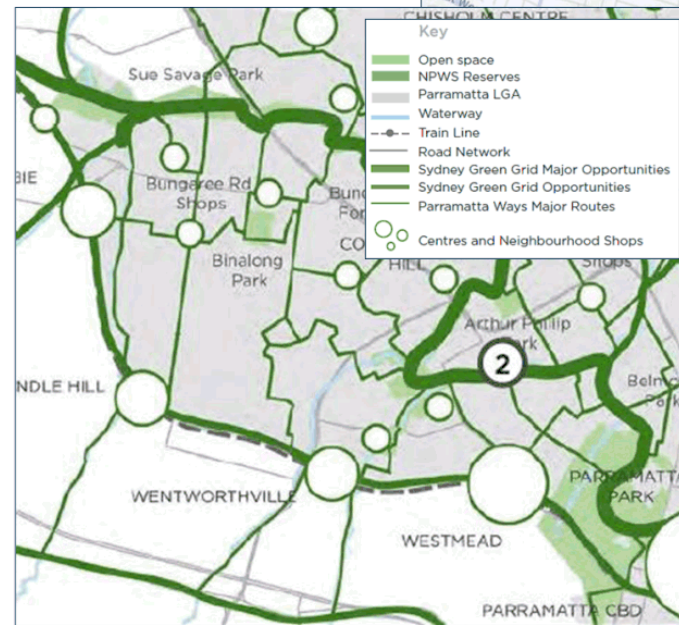 CHISHOLM CENTRE
Key
Open space
NPWS Reserves
Parramatta LGA
Waterway
Train Line
Road Network
Sydney Green Grid Major Opportunities
Sydney Green Grid Opportunities
Parramatta Ways Major Routes
Centres and Neighbourhood Shops
Sue Savage Park
BIE
Bungaree Rd
Shops
Binalong
Park
HILL
Shops
Arthur Phillip
Park
2
NDLE HILL
Belm
Park
WENTWORTHVILLE
PARRAMATTA
PARK
WESTMEAD
PARRAMATTA CBD